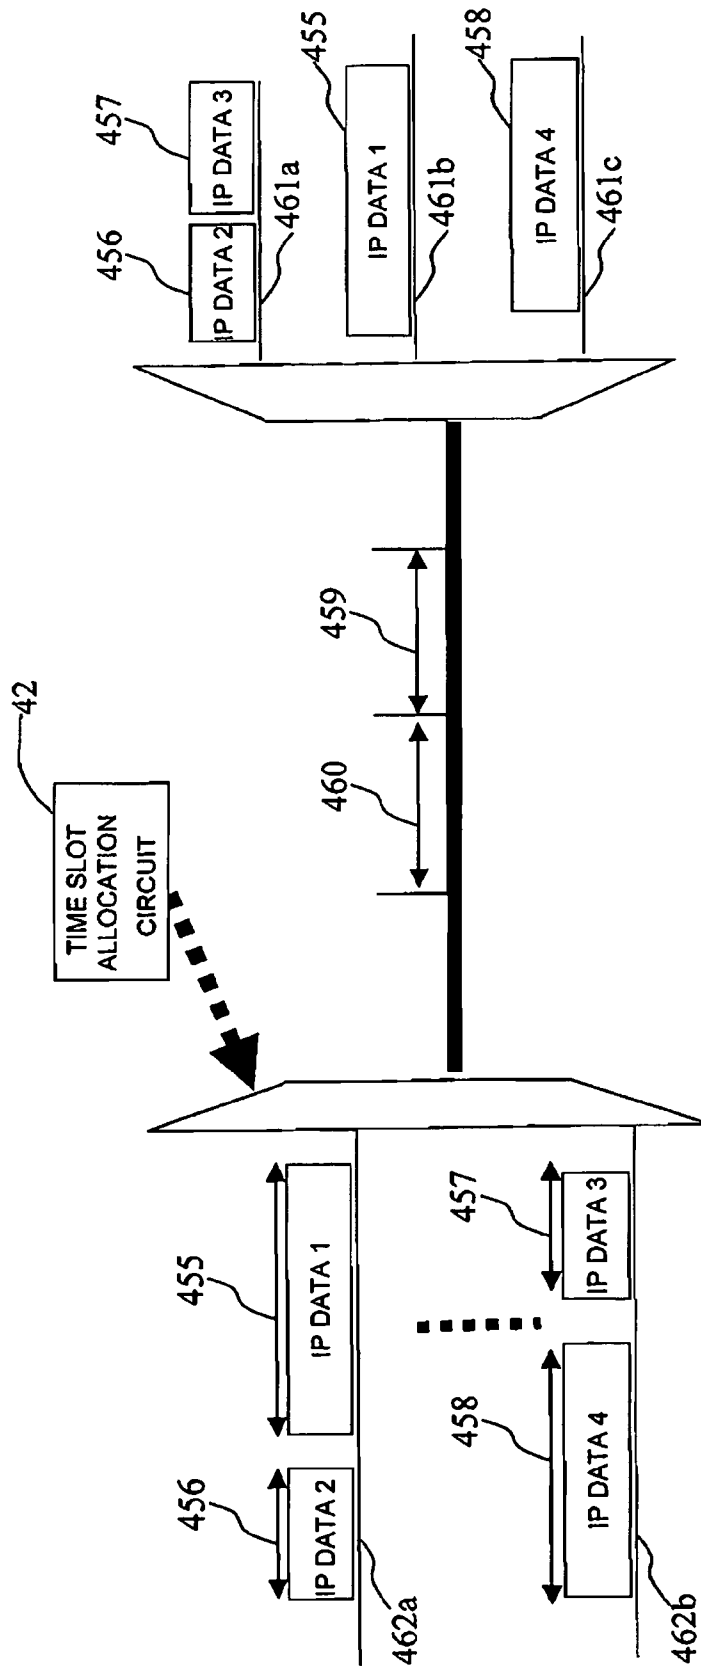 42
TIME SLOT
ALLOCATION
CIRCUIT
456
IP DATA 2
455
IP DATA 1
462a
458
IP DATA 4
457
IP DATA 3
462b
460
459
456
IP DATA 2
457
IP DATA 3
461a
455
IP DATA 1
461b
458
IP DATA 4
461c